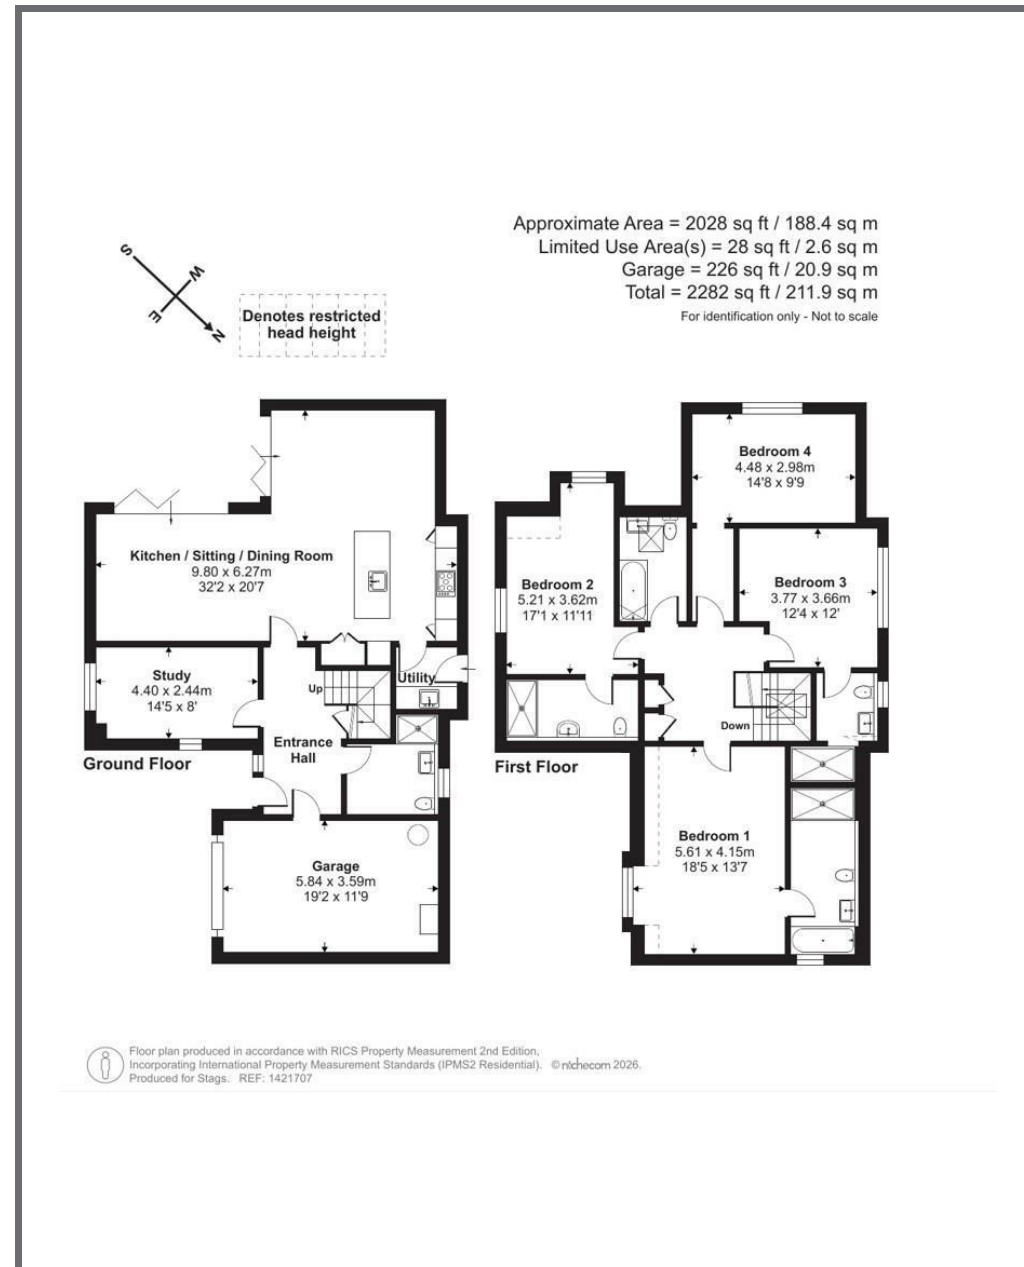 Approximate Area = 2028 sq ft / 188.4 sq m
Limited Use Area(s) = 28 sq ft / 2.6 sq m
Garage = 226 sq ft / 20.9 sq m
Total = 2282 sq ft / 211.9 sq m
For identification only - Not to scale
S
W
E
N
Denotes restricted
head height
Kitchen / Sitting / Dining Room
9.80 x 6.27m
32'2 x 20'7
Study
4.40 x 2.44m
14'5 x 8'
Up
Utility
Entrance
Hall
Ground Floor
Garage
5.84 x 3.59m
19'2 x 11'9
Bedroom 4
4.48 x 2.98m
14'8 x 9'9
Bedroom 2
5.21 x 3.62m
17'1 x 11'11
Bedroom 3
3.77 x 3.66m
12'4 x 12'
Down
First Floor
Bedroom 1
5.61 x 4.15m
18'5 x 13'7
Floor plan produced in accordance with RICS Property Measurement 2nd Edition,
Incorporating International Property Measurement Standards (IPMS2 Residential). © nichecom 2026.
Produced for Stags. REF: 1421707